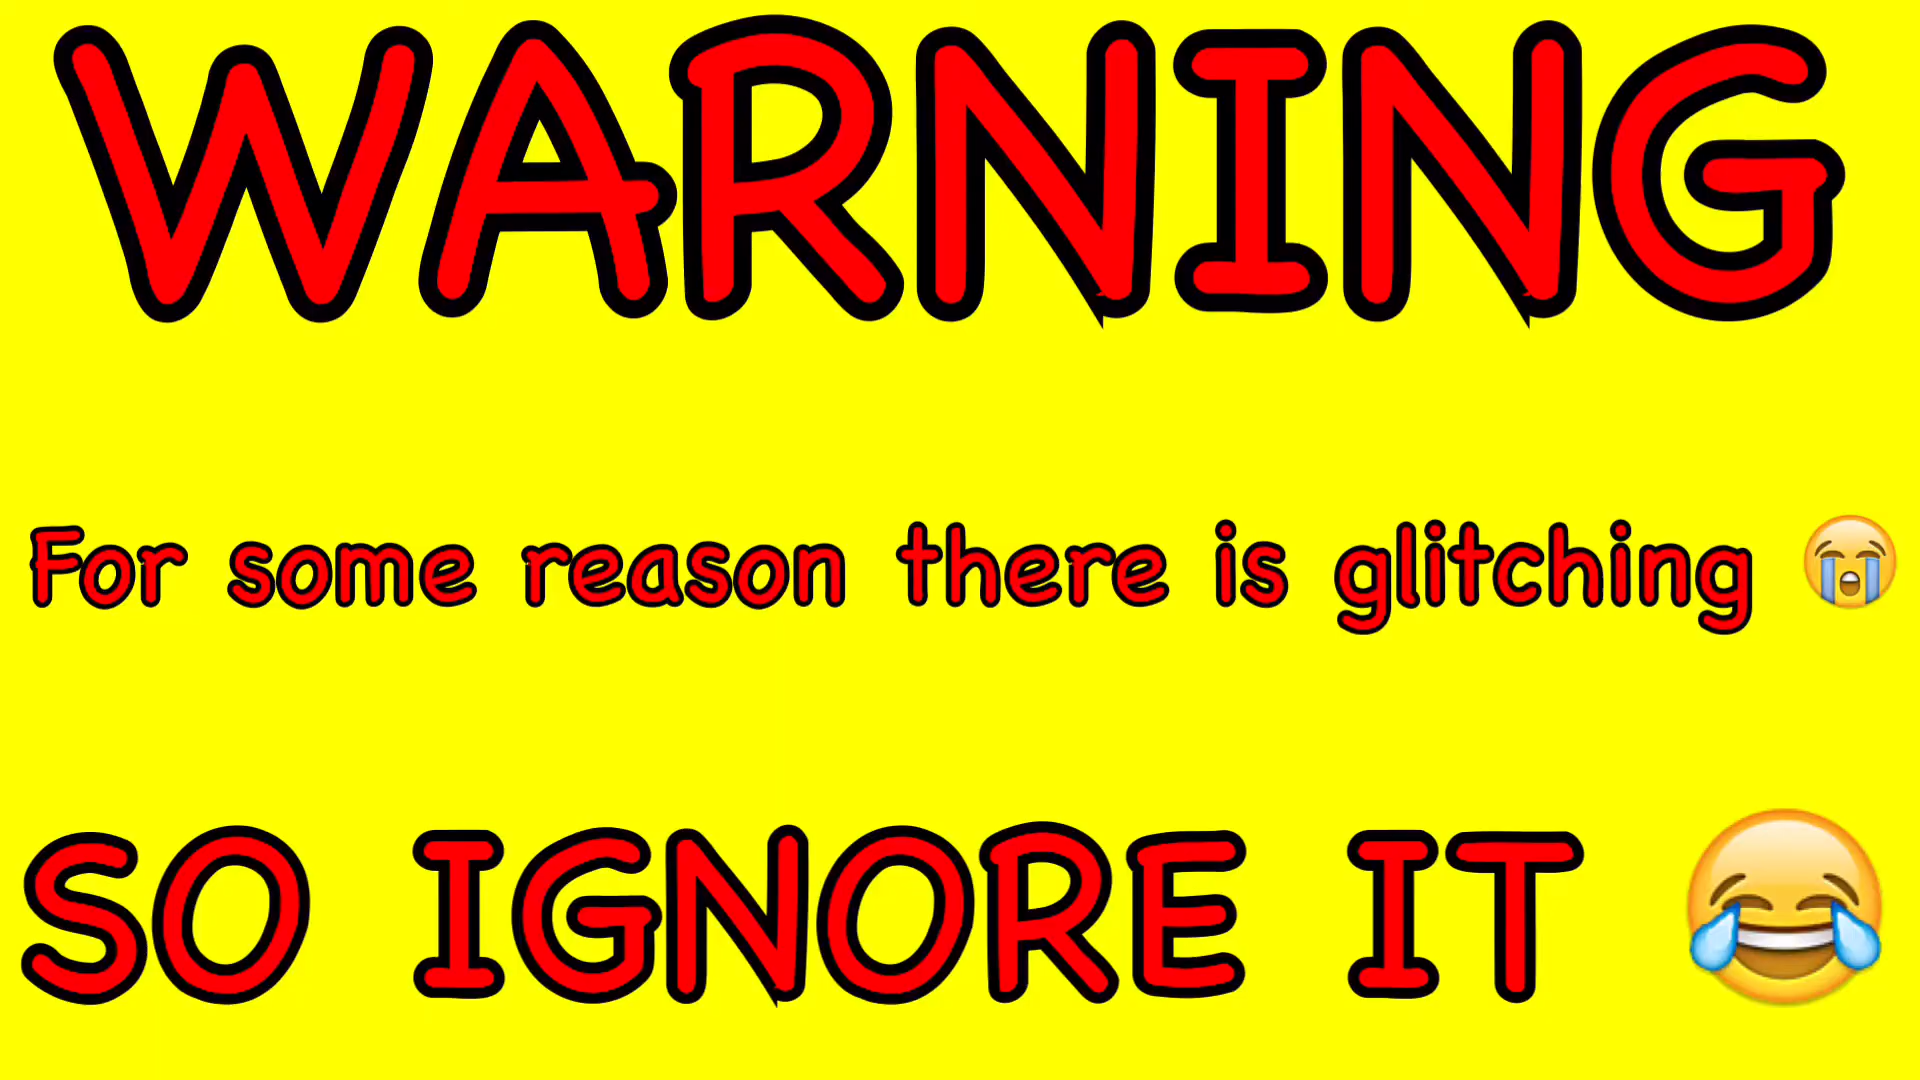 WARNING
For some reason there is glitching 😭
SO IGNORE IT 😂